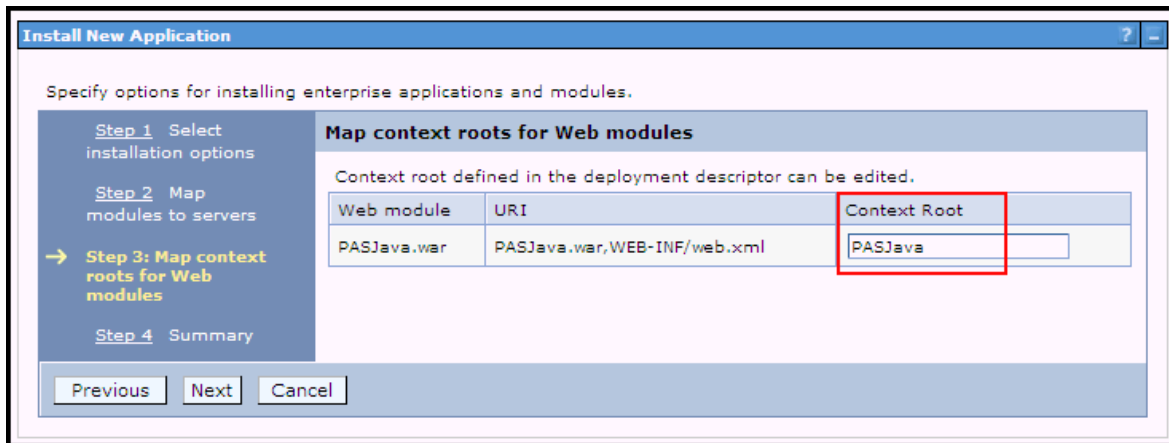 Install New Application
?
Specify options for installing enterprise applications and modules.
Step 1 Select
installation options
Step 2 Map
modules to servers
Step 3: Map context
roots for Web
modules
Step 4 Summary
Map context roots for Web modules
Context root defined in the deployment descriptor can be edited.
Web module URI Context Root
PASJava.war PASJava.war,WEB-INF/web.xml PASJava
Previous Next Cancel